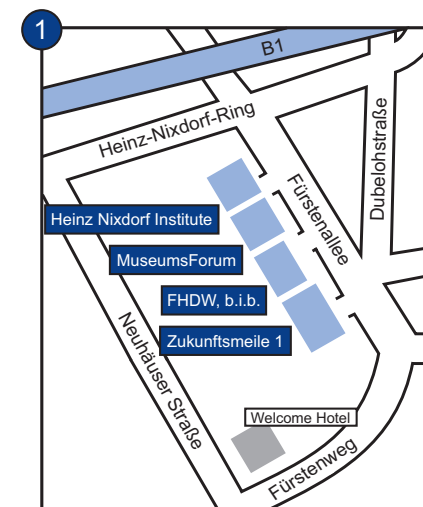 1
B1
Heinz-Nixdorf-Ring
Dubelohstraße
Fürstenallee
Heinz Nixdorf Institute
MuseumsForum
FHDW, b.i.b.
Zukunftsmeile 1
Neuhäuser Straße
Welcome Hotel
Fürstenweg